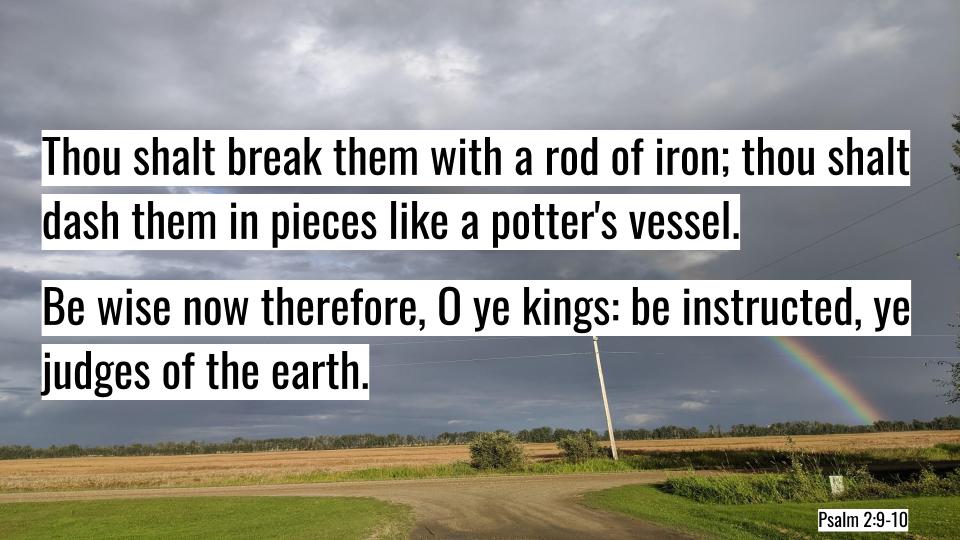 Thou shalt break them with a rod of iron; thou shalt
dash them in pieces like a potter's vessel.
Be wise now therefore, O ye kings: be instructed, ye
judges of the earth.
Psalm 2:9-10